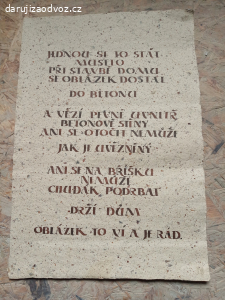 © darujizaodvoz.cz
JEDNOU SE TO STÁT
MUSELO
PŘI STAVBĚ DOMU
SE OBLÁZEK DOSTAL
DO BETONU
A VĚZÍ PEVNĚ UVNITŘ
BETONOVÉ STĚNY
ANI SE OTOČIT NEMŮŽE
JAK JE UVĚZNĚNÝ
ANI SE NA BŘÍŠKU
NEMŮŽE
CHUDÁK PODRBAT
DRŽÍ DŮM
OBLÁZEK TO VÍ A JE RÁD.